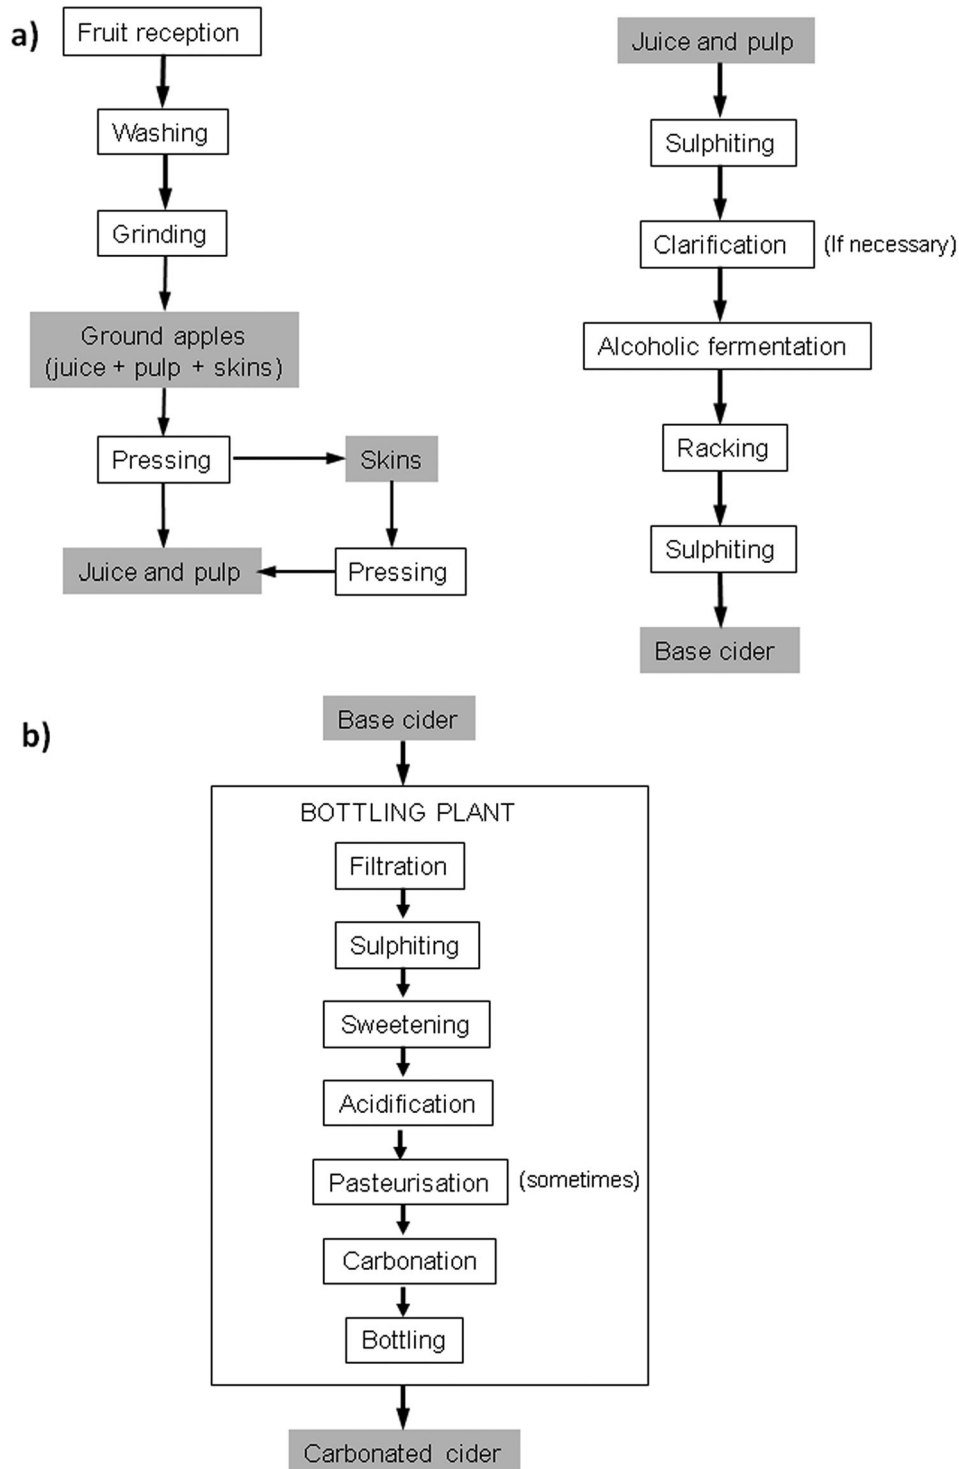 a)
Fruit reception
Washing
Grinding
Ground apples
(juice + pulp + skins)
Pressing
Skins
Juice and pulp
Pressing
Juice and pulp
Sulphiting
Clarification
(If necessary)
Alcoholic fermentation
Racking
Sulphiting
Base cider
b)
Base cider
BOTTLING PLANT
Filtration
Sulphiting
Sweetening
Acidification
Pasteurisation
(sometimes)
Carbonation
Bottling
Carbonated cider